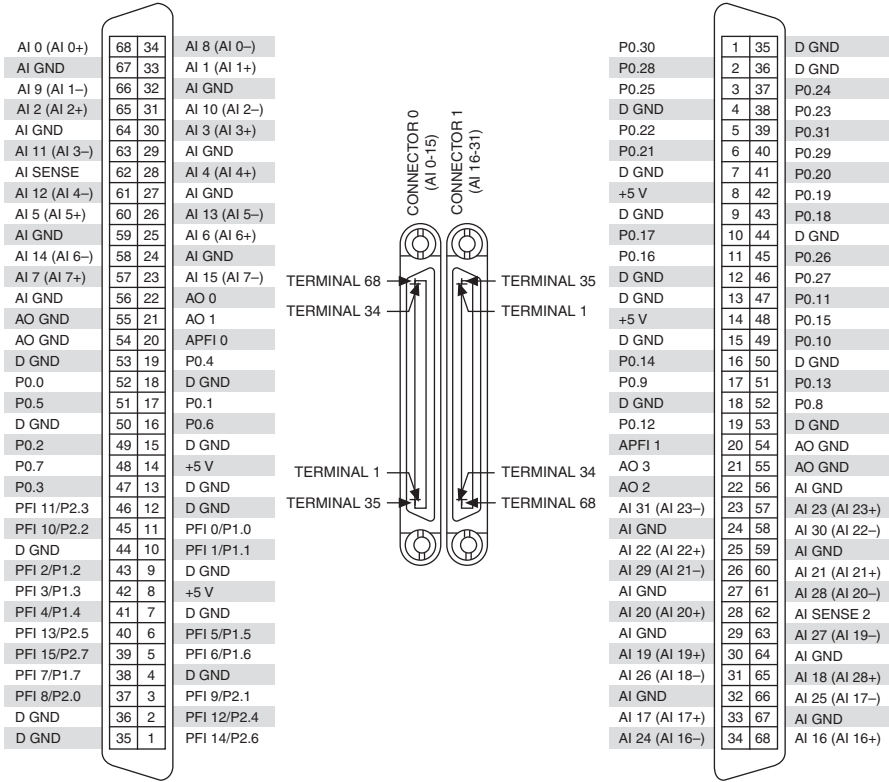 AI 0 (AI 0+) 68 34 AI 8 (AI 0–)
AI GND 67 33 AI 1 (AI 1+)
AI 9 (AI 1–) 66 32 AI GND
AI 2 (AI 2+) 65 31 AI 10 (AI 2–)
AI GND 64 30 AI 3 (AI 3+)
AI 11 (AI 3–) 63 29 AI GND
AI SENSE 62 28 AI 4 (AI 4+)
AI 12 (AI 4–) 61 27 AI GND
AI 5 (AI 5+) 60 26 AI 13 (AI 5–)
AI GND 59 25 AI 6 (AI 6+)
AI 14 (AI 6–) 58 24 AI GND
AI 7 (AI 7+) 57 23 AI 15 (AI 7–)
AI GND 56 22 AO 0
AO GND 55 21 AO 1
AO GND 54 20 APFI 0
D GND 53 19 P0.4
P0.0 52 18 D GND
P0.5 51 17 P0.1
D GND 50 16 P0.6
P0.2 49 15 D GND
P0.7 48 14 +5 V
P0.3 47 13 D GND
PFI 11/P2.3 46 12 D GND
PFI 10/P2.2 45 11 PFI 0/P1.0
D GND 44 10 PFI 1/P1.1
PFI 2/P1.2 43 9 D GND
PFI 3/P1.3 42 8 +5 V
PFI 4/P1.4 41 7 D GND
PFI 13/P2.5 40 6 PFI 5/P1.5
PFI 15/P2.7 39 5 PFI 6/P1.6
PFI 7/P1.7 38 4 D GND
PFI 8/P2.0 37 3 PFI 9/P2.1
D GND 36 2 PFI 12/P2.4
D GND 35 1 PFI 14/P2.6
CONNECTOR 0
(AI 0-15)
CONNECTOR 1
(AI 16-31)
TERMINAL 68
TERMINAL 34
TERMINAL 35
TERMINAL 1
TERMINAL 1
TERMINAL 35
TERMINAL 34
TERMINAL 68
P0.30 1 35 D GND
P0.28 2 36 D GND
P0.25 3 37 P0.24
D GND 4 38 P0.23
P0.22 5 39 P0.31
P0.21 6 40 P0.29
D GND 7 41 P0.20
+5 V 8 42 P0.19
D GND 9 43 P0.18
P0.17 10 44 D GND
P0.16 11 45 P0.26
D GND 12 46 P0.27
D GND 13 47 P0.11
+5 V 14 48 P0.15
D GND 15 49 P0.10
P0.14 16 50 D GND
P0.9 17 51 P0.13
D GND 18 52 P0.8
P0.12 19 53 D GND
APFI 1 20 54 AO GND
AO 3 21 55 AO GND
AO 2 22 56 AI GND
AI 31 (AI 23–) 23 57 AI 23 (AI 23+)
AI GND 24 58 AI 30 (AI 22–)
AI 22 (AI 22+) 25 59 AI GND
AI 29 (AI 21–) 26 60 AI 21 (AI 21+)
AI GND 27 61 AI 28 (AI 20–)
AI 20 (AI 20+) 28 62 AI SENSE 2
AI GND 29 63 AI 27 (AI 19–)
AI 19 (AI 19+) 30 64 AI GND
AI 26 (AI 18–) 31 65 AI 18 (AI 28+)
AI GND 32 66 AI 25 (AI 17–)
AI 17 (AI 17+) 33 67 AI GND
AI 24 (AI 16–) 34 68 AI 16 (AI 16+)